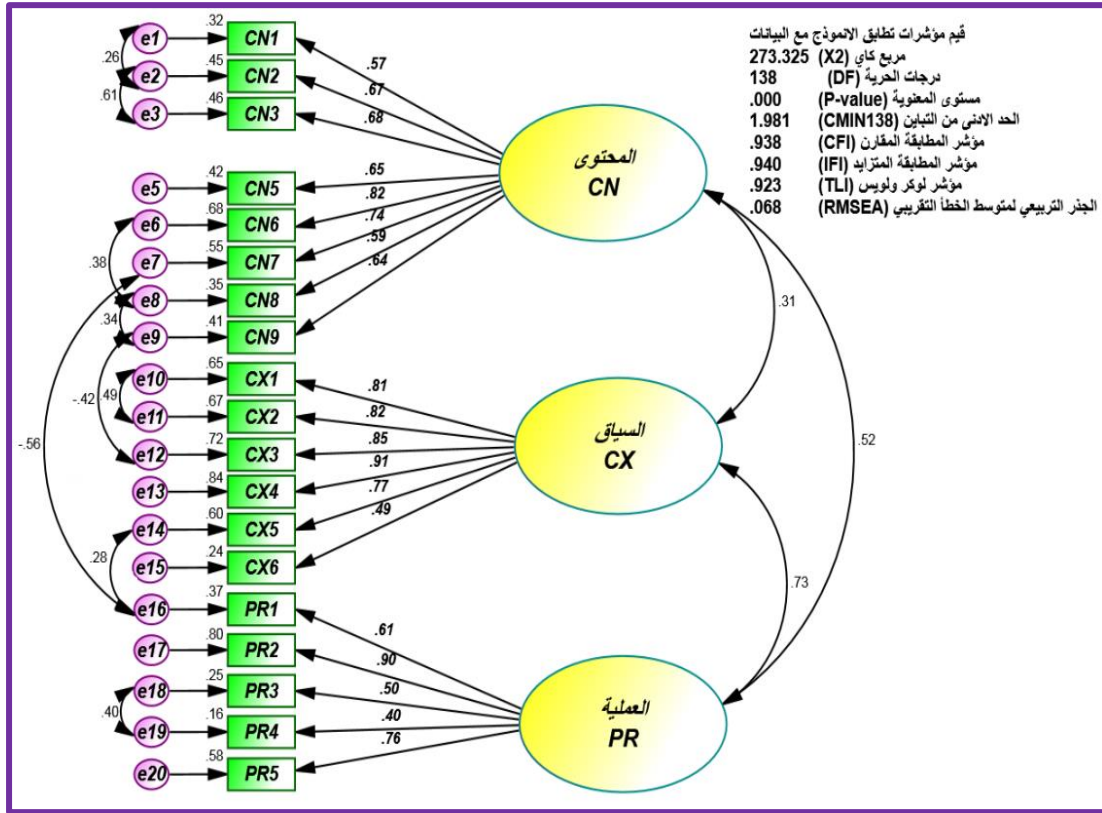 قيم مؤشرات تطابق الانموذج مع البيانات
مربع كاي (X2) 273.325
درجات الحرية (DF) 138
مستوى المعنوية (P-value) .000
الحد الادنى من التباين (CMIN138) 1.981
مؤشر المطابقة المقارن (CFI) .938
مؤشر المطابقة المتزايد (IFI) .940
مؤشر لوكر ولويس (TLI) .923
الجذر التربيعي لمتوسط الخطأ التقريبي (RMSEA) .068
e1 .32 CN1 .57
.26
e2 .45 CN2 .67
.61
e3 .46 CN3 .68
المحتوى
CN
e5 .42 CN5 .65
e6 .68 CN6 .82
e7 .55 CN7 .74
.38
e8 .35 CN8 .59
.34
e9 .41 CN9 .64
.31
e10 .65 CX1 .81
-.42 .49
e11 .67 CX2 .82
-.56
e12 .72 CX3 .85
السياق
CX
.52
e13 .84 CX4 .91
e14 .60 CX5 .77
.28
e15 .24 CX6 .49
.73
e16 .37 PR1 .61
e17 .80 PR2 .90
e18 .25 PR3 .50
.40
e19 .16 PR4 .40
العملية
PR
e20 .58 PR5 .76